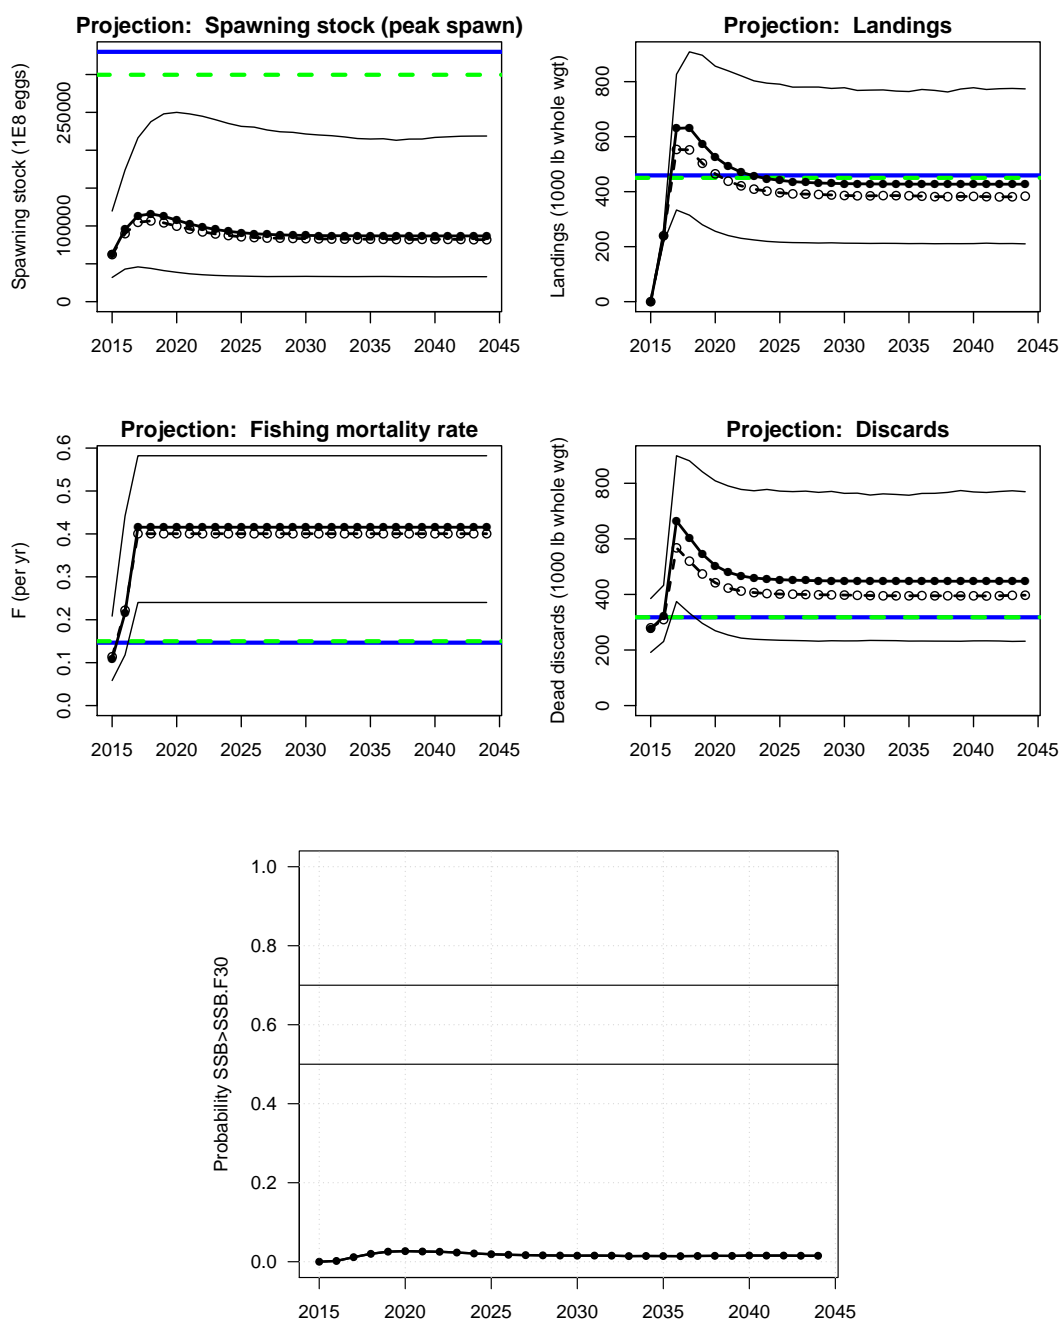 Projection: Spawning stock (peak spawn)
Spawning stock (1E8 eggs)
250000
100000
0
2015 2020 2025 2030 2035 2040 2045
Projection: Landings
Landings (1000 lb whole wgt)
800
600
400
200
0
2015 2020 2025 2030 2035 2040 2045
Projection: Fishing mortality rate
F (per yr)
0.6
0.5
0.4
0.3
0.2
0.1
0.0
2015 2020 2025 2030 2035 2040 2045
Projection: Discards
Dead discards (1000 lb whole wgt)
800
600
400
200
0
2015 2020 2025 2030 2035 2040 2045
Probability SSB>SSB.F30
1.0
0.8
0.6
0.4
0.2
0.0
2015 2020 2025 2030 2035 2040 2045